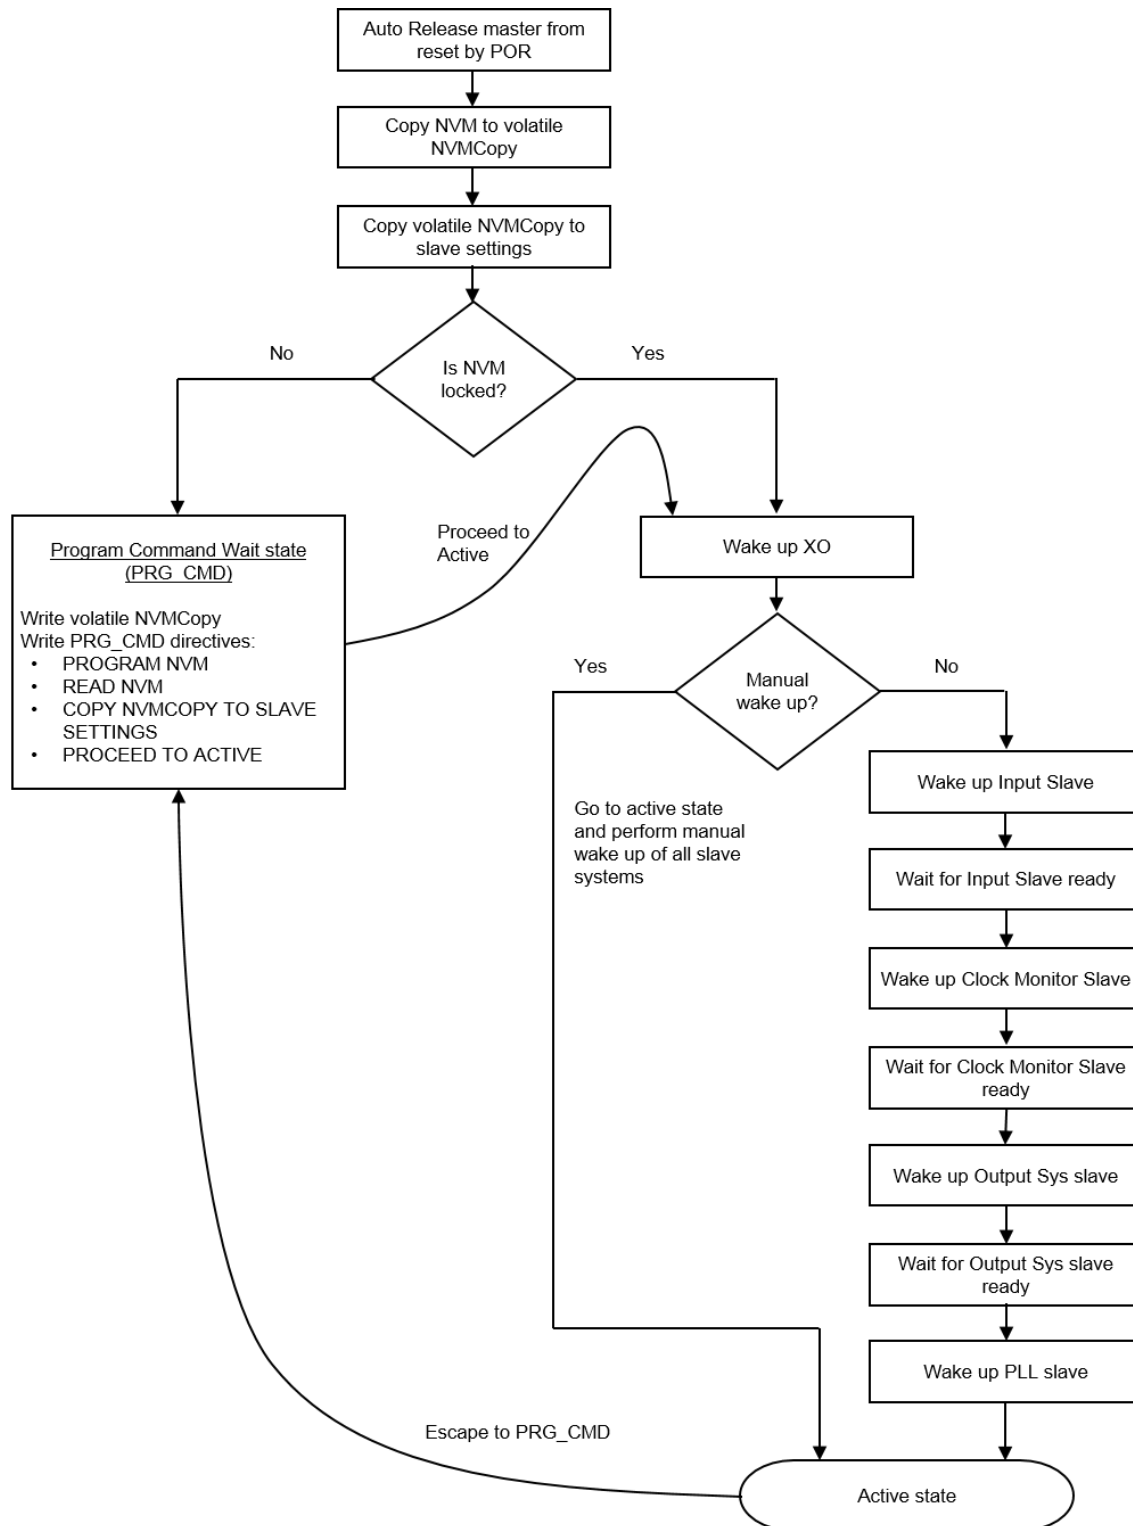 Auto Release master from
reset by POR
Copy NVM to volatile
NVMCopy
Copy volatile NVMCopy to
slave settings
No
Yes
Is NVM
locked?
Proceed to
Active
Program Command Wait state
(PRG_CMD)
Write volatile NVMCopy
Write PRG_CMD directives:
• PROGRAM NVM
• READ NVM
• COPY NVMCOPY TO SLAVE
SETTINGS
• PROCEED TO ACTIVE
Wake up XO
Yes
No
Manual
wake up?
Go to active state
and perform manual
wake up of all slave
systems
Wake up Input Slave
Wait for Input Slave ready
Wake up Clock Monitor Slave
Wait for Clock Monitor Slave
ready
Wake up Output Sys slave
Wait for Output Sys slave
ready
Wake up PLL slave
Escape to PRG_CMD
Active state